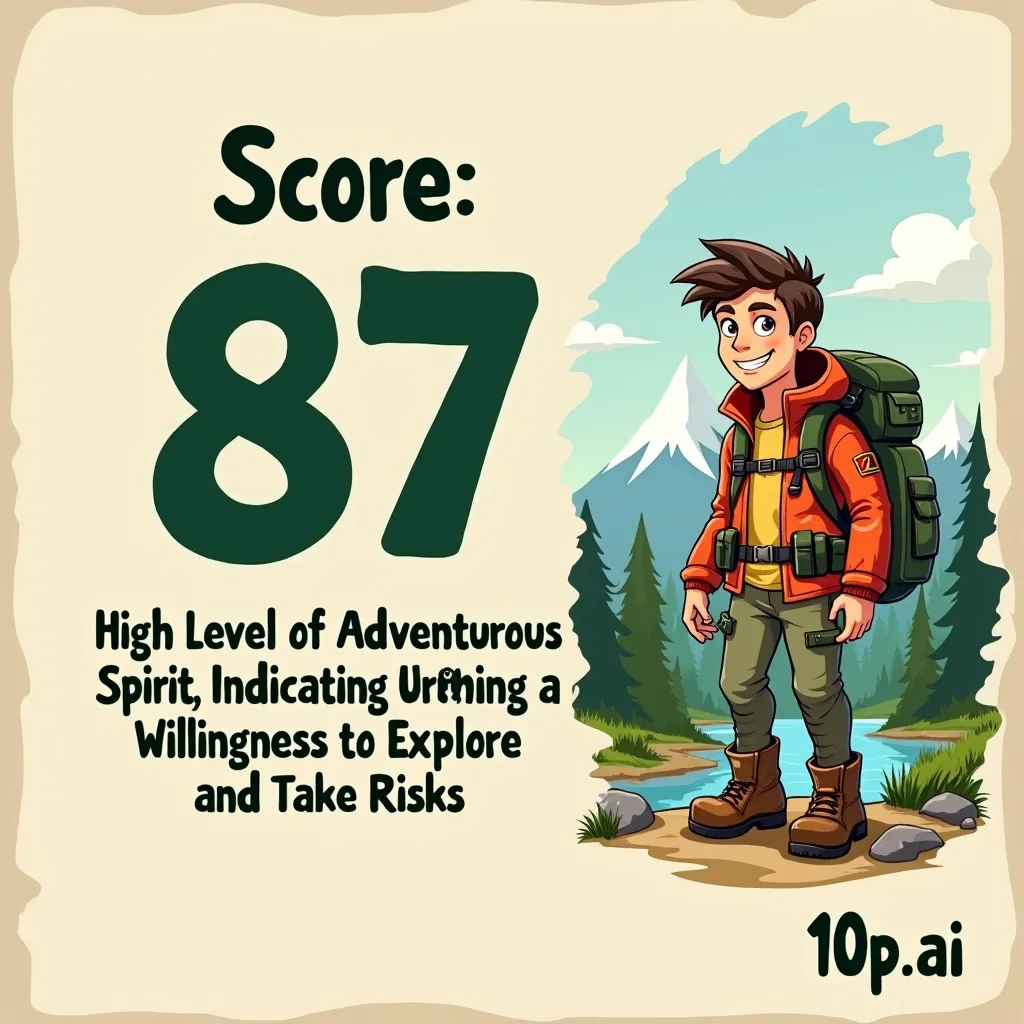 Score:
87
High Level of Adventurous
Spirit, Indicating a
Willingness to Explore
and Take Risks
10p.ai